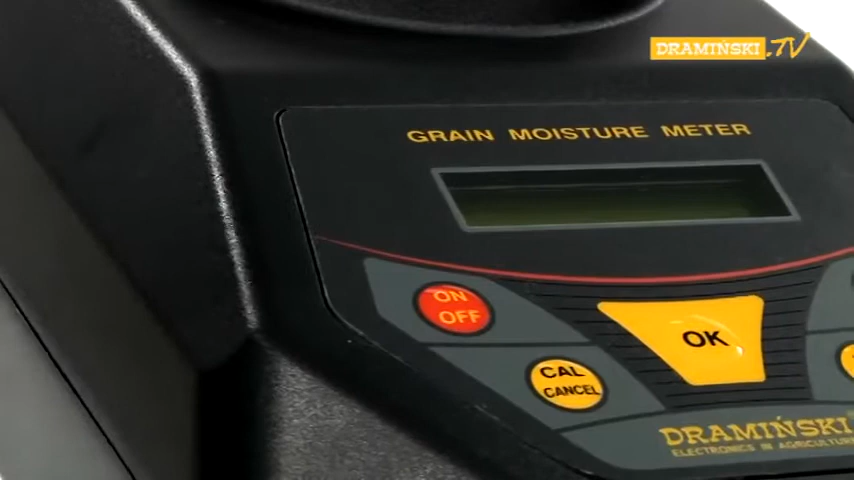 DRAMIŃSKI.TV
GRAIN MOISTURE METER
ON
OFF
OK
CAL
CANCEL
DRAMIŃSKI
ELECTRONICS IN AGRICULTURE